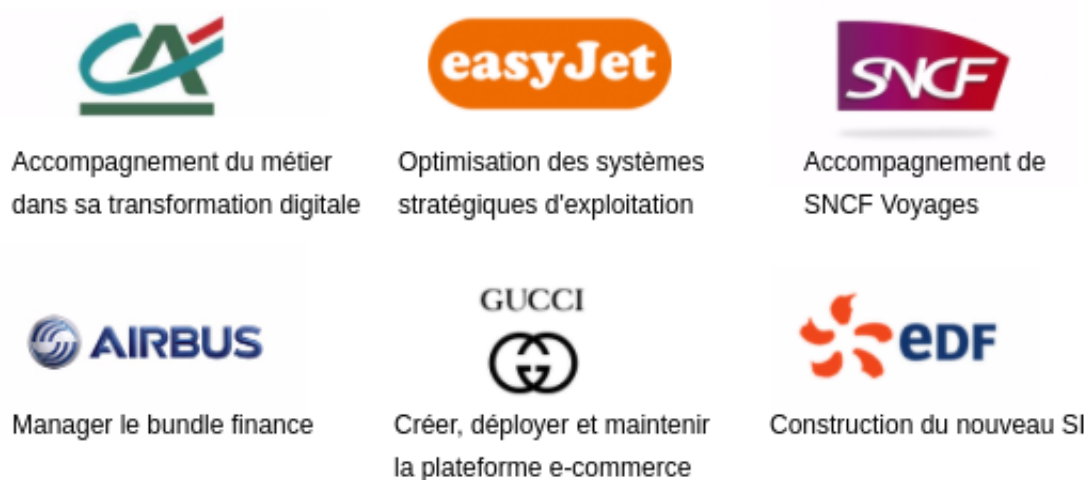 CA
easyJet
SNCF
Accompagnement du métier
dans sa transformation digitale
Optimisation des systèmes
stratégiques d'exploitation
Accompagnement de
SNCF Voyages
AIRBUS
GUCCI
GG
eDF
Manager le bundle finance
Créer, déployer et maintenir
la plateforme e-commerce
Construction du nouveau SI